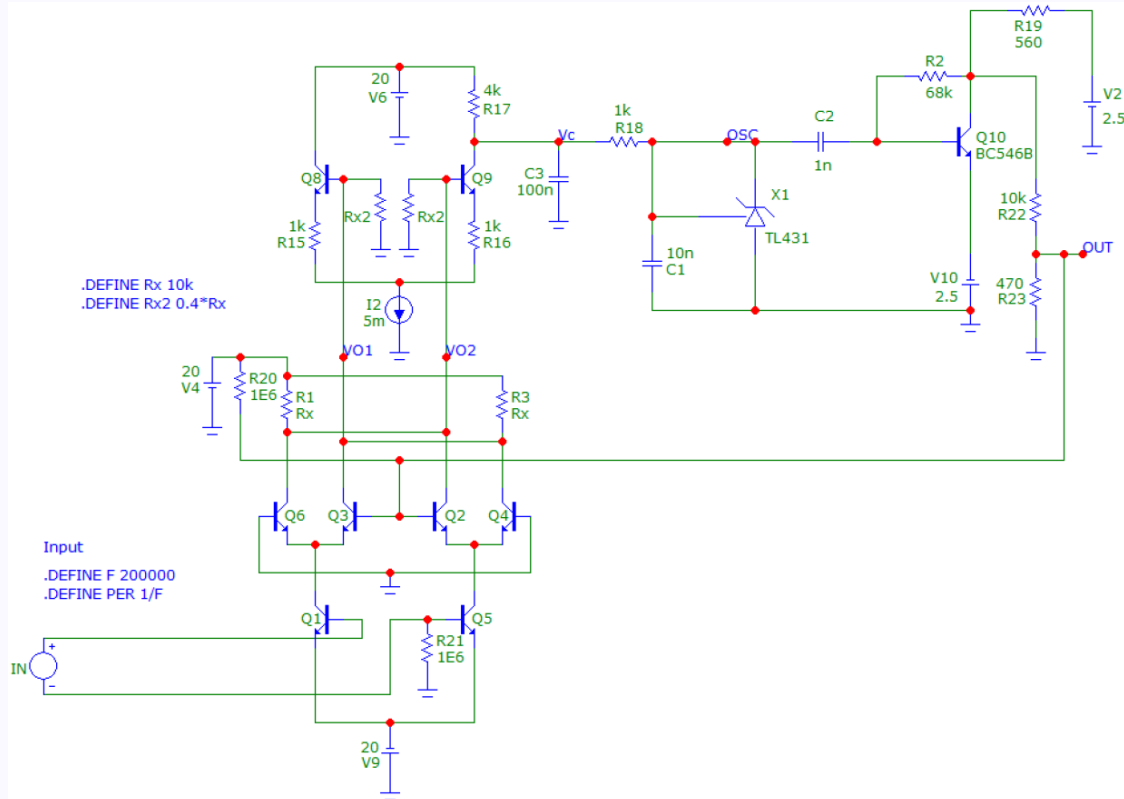 R19
560
20
V6
4k
R17
R2
68k
V2
2.5
1k
R18
Vc
OSC
C2
1n
Q10
BC546B
Q8
Q9
C3
100n
Rx2
Rx2
X1
TL431
10k
R22
1k
R15
1k
R16
10n
C1
OUT
.DEFINE Rx 10k
.DEFINE Rx2 0.4*Rx
I2
5m
V10
2.5
470
R23
VO1
VO2
20
V4
R20
1E6
R1
Rx
R3
Rx
Q6
Q3
Q2
Q4
Input
.DEFINE F 200000
.DEFINE PER 1/F
Q1
Q5
R21
1E6
IN
+
-
20
V9